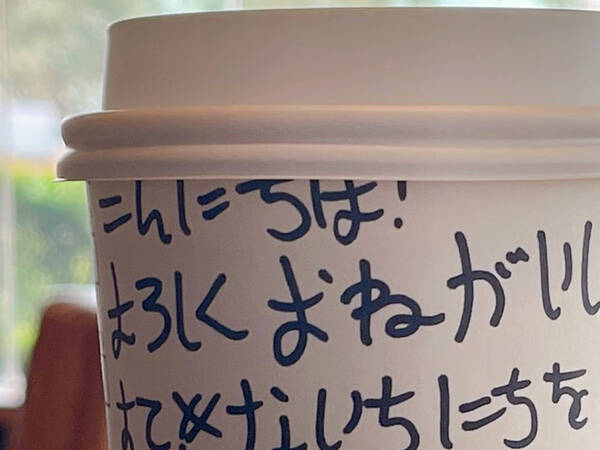 こんにちは!
よろしく おねがいし
すてきな いちにちを